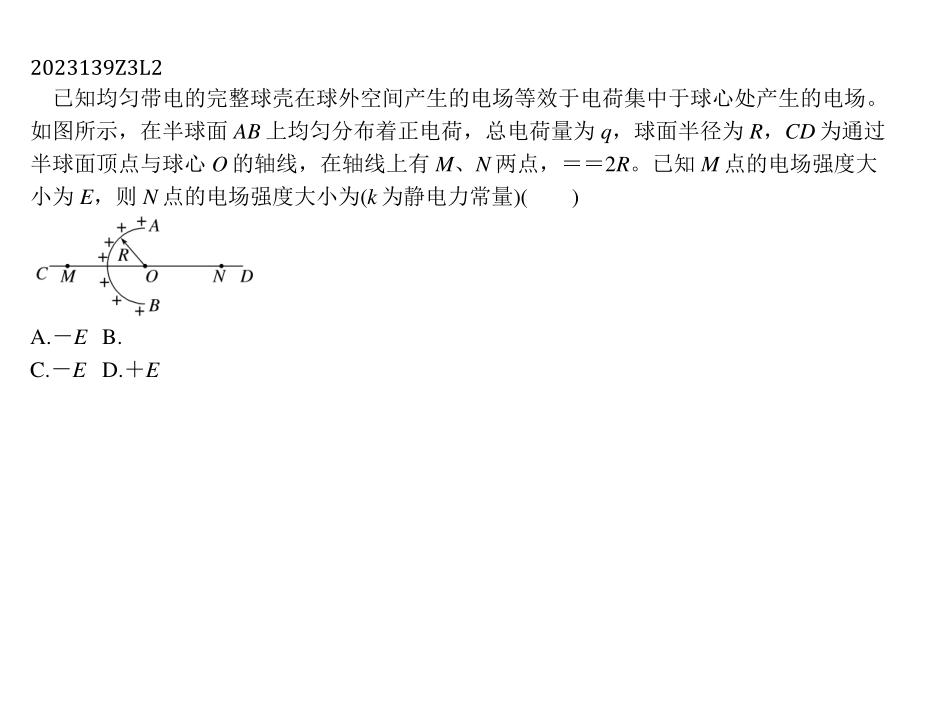 2023139Z3L2
已知均匀带电的完整球壳在球外空间产生的电场等效于电荷集中于球心处产生的电场。
如图所示，在半球面 AB 上均匀分布着正电荷，总电荷量为 q，球面半径为 R，CD 为通过
半球面顶点与球心 O 的轴线，在轴线上有 M、N 两点，＝＝2R。已知 M 点的电场强度大
小为 E，则 N 点的电场强度大小为(k 为静电力常量)(　　)
+ + A
+
+ R
C M O N D
+
+ + B
A.－E B.
C.－E D.＋E